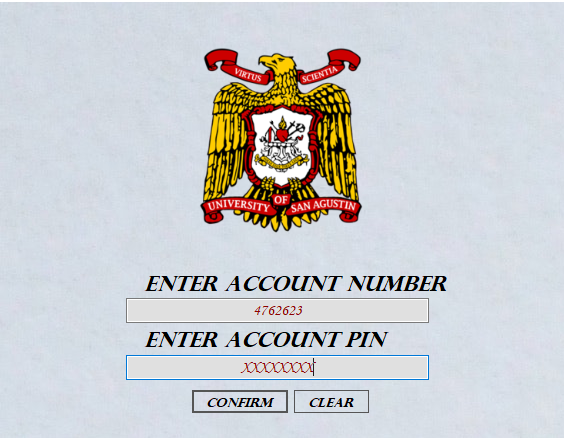 VIRTUS SCIENTIA
UNIVERSITY OF SAN AGUSTIN
ENTER ACCOUNT NUMBER
4762623
ENTER ACCOUNT PIN
XXXXXXXX
CONFIRM CLEAR